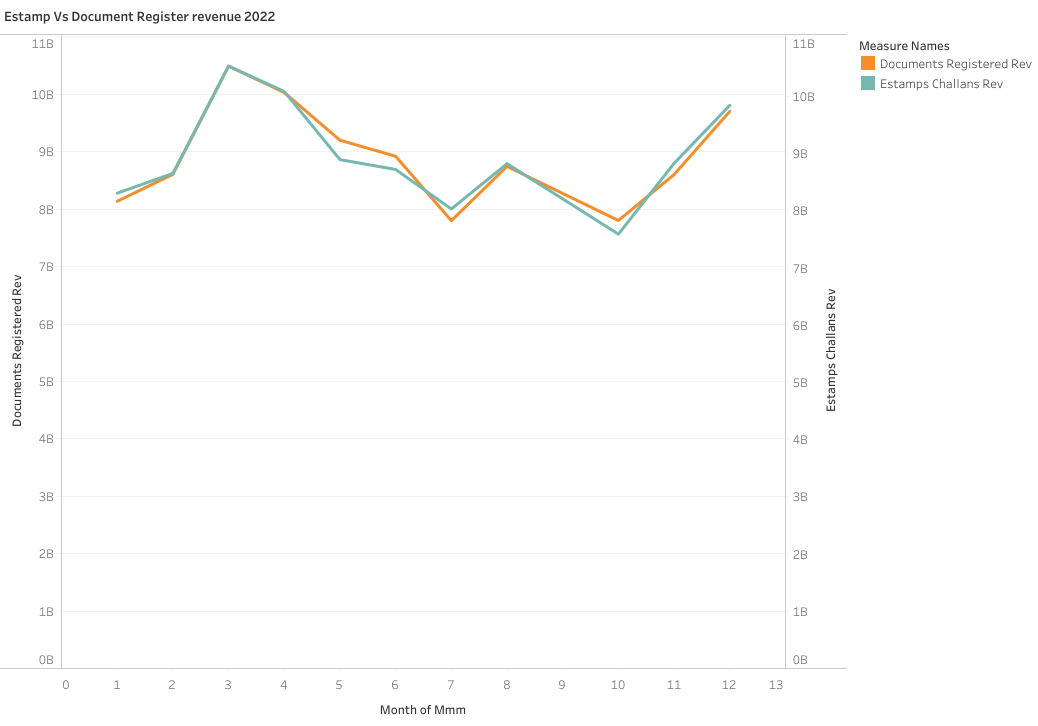 Estamp Vs Document Register revenue 2022
Measure Names
Documents Registered Rev
Estamps Challans Rev
Documents Registered Rev
11B
10B
9B
8B
7B
6B
5B
4B
3B
2B
1B
0B
11B
10B
9B
8B
7B
6B
5B
4B
3B
2B
1B
0B
Estamps Challans Rev
0 1 2 3 4 5 6 7 8 9 10 11 12 13
Month of Mmm